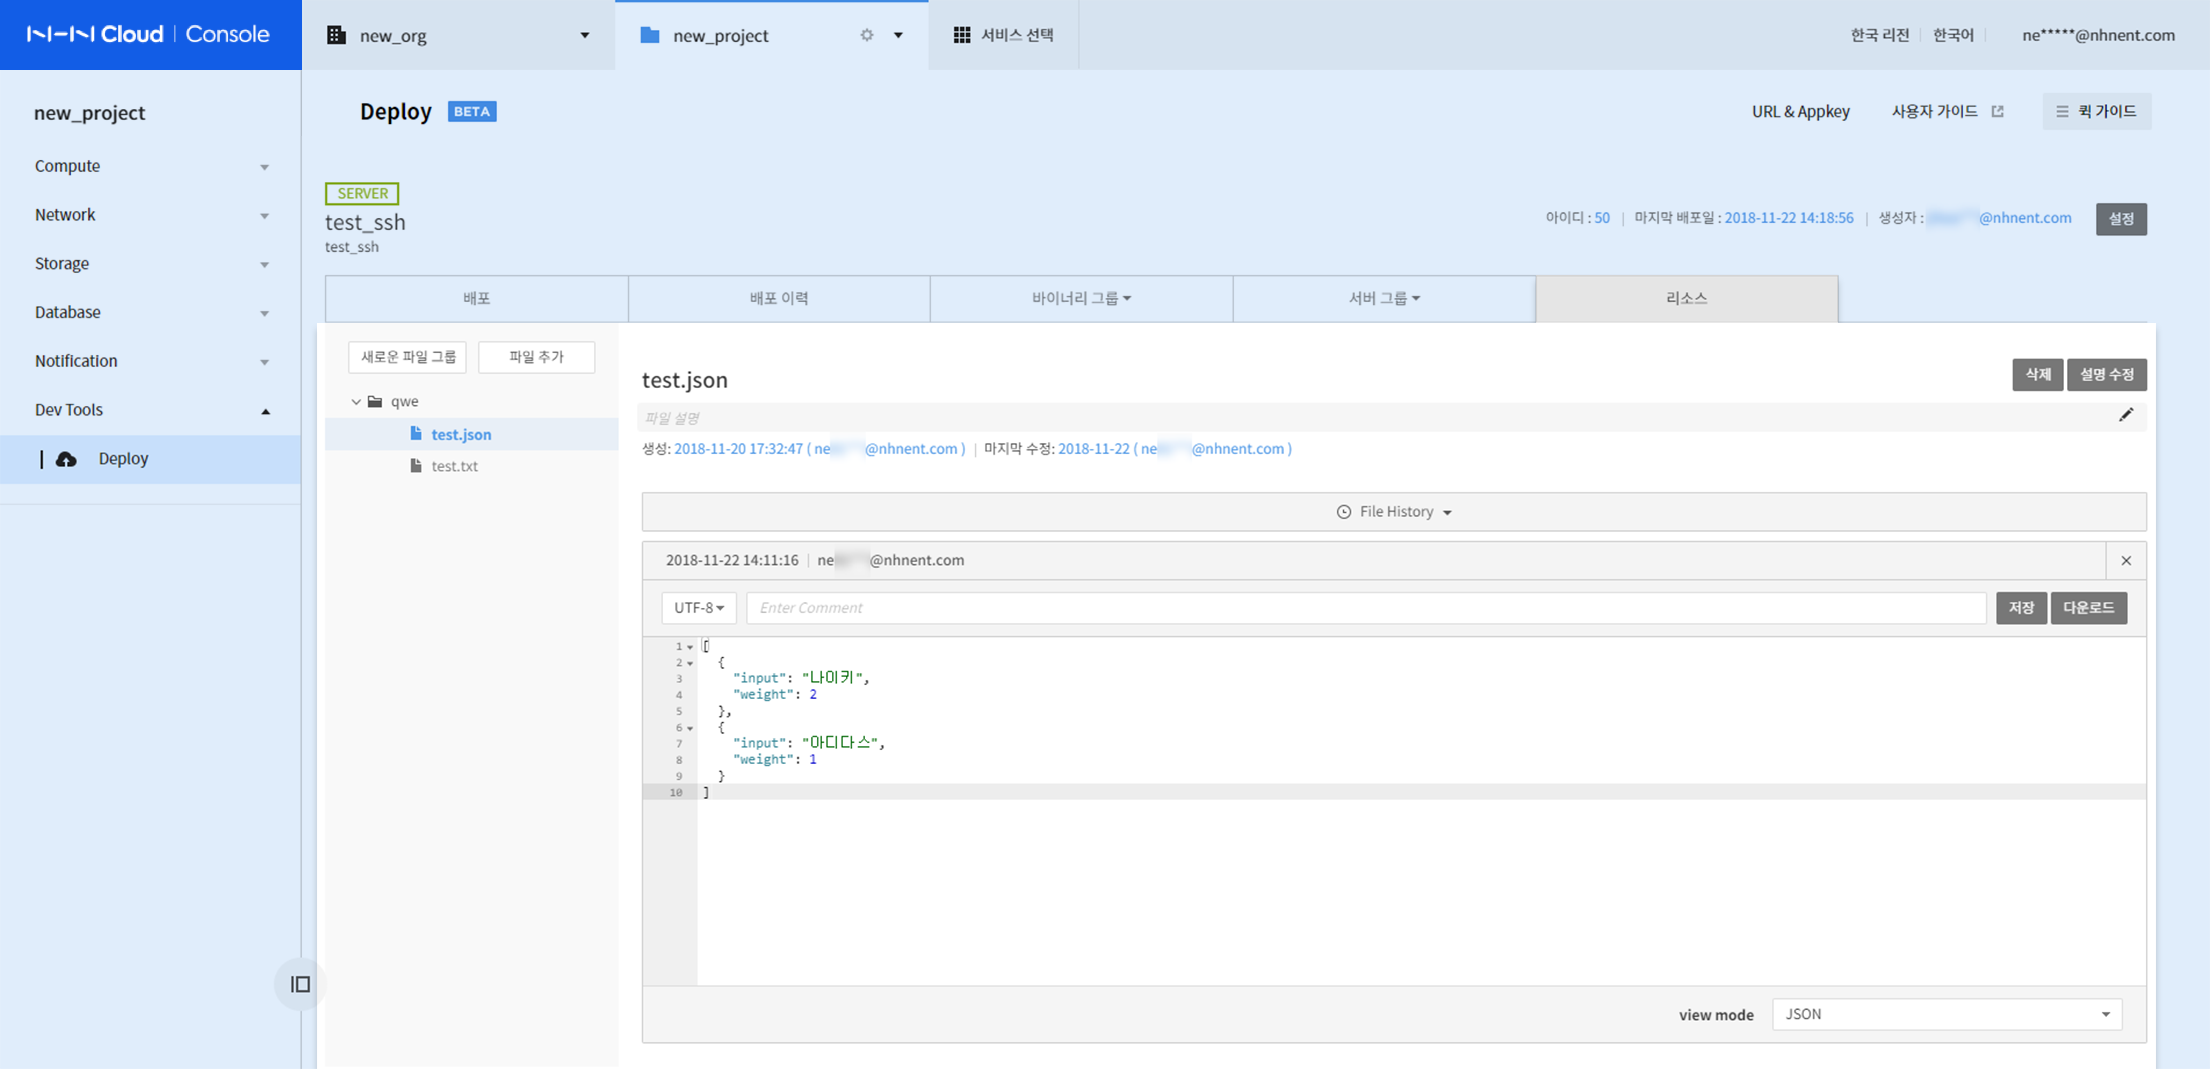 NHN Cloud | Console
new_org
new_project
서비스 선택
한국 리전
한국어
ne*****@nhnent.com
new_project
Compute
Network
Storage
Database
Notification
Dev Tools
Deploy
Deploy BETA
URL & Appkey
사용자 가이드
퀵 가이드
SERVER
test_ssh
test_ssh
아이디 : 50 | 마지막 배포일 : 2018-11-22 14:18:56 | 생성자 : @nhnent.com
설정
배포
배포 이력
바이너리 그룹
서버 그룹
리소스
새로운 파일 그룹
파일 추가
qwe
test.json
test.txt
test.json
삭제
설명 수정
파일 설명
생성: 2018-11-20 17:32:47 ( ne @nhnent.com ) | 마지막 수정: 2018-11-22 ( ne @nhnent.com )
File History
2018-11-22 14:11:16 | ne @nhnent.com
×
UTF-8
Enter Comment
저장
다운로드
1 [
2 {
3 "input": "나이키",
4 "weight": 2
5 },
6 {
7 "input": "아디다스",
8 "weight": 1
9 }
10 ]
view mode
JSON